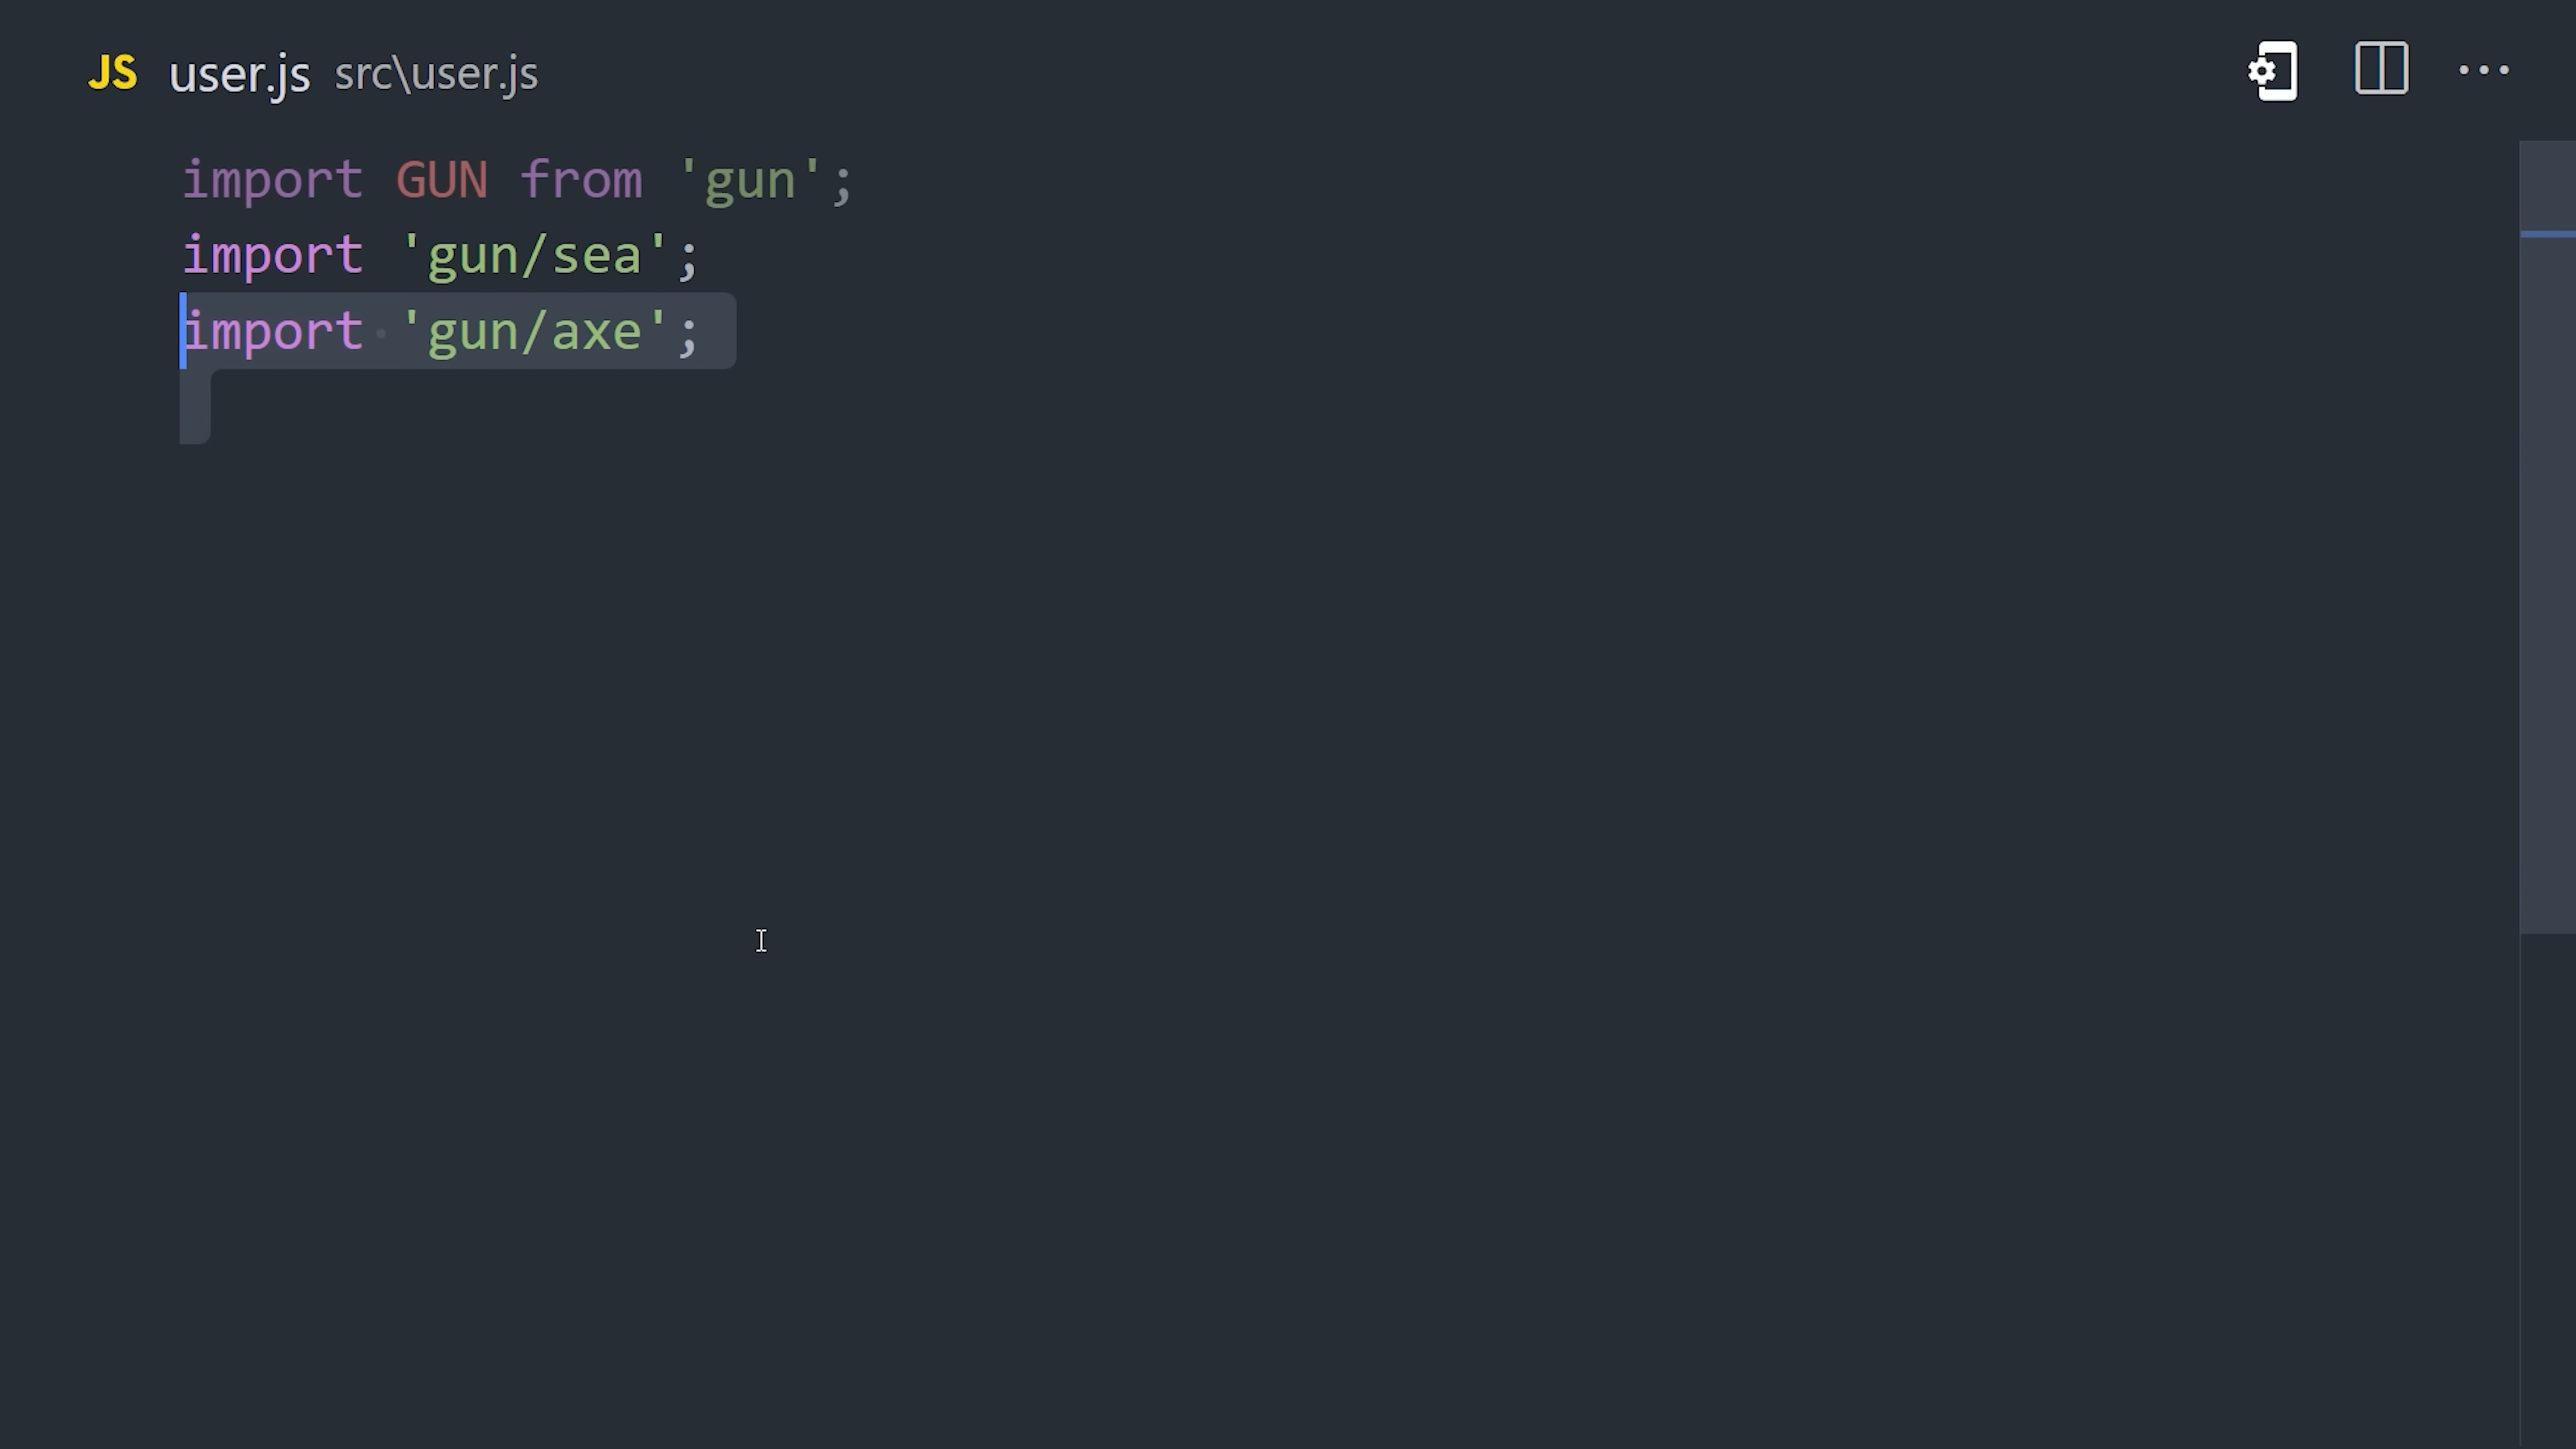 JS user.js src\user.js
import GUN from 'gun';
import 'gun/sea';
import 'gun/axe';